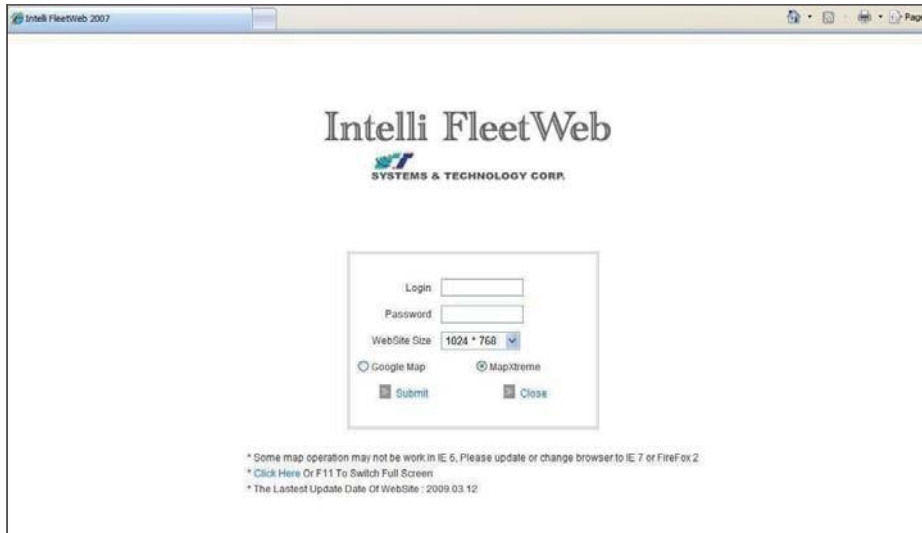 Intelli FleetWeb 2007
Page
Intelli FleetWeb
SYSTEMS & TECHNOLOGY CORP.
Login
Password
WebSite Size 1024 * 768
Google Map MapXtreme
Submit Close
* Some map operation may not be work in IE 6, Please update or change browser to IE 7 or FireFox 2
* Click Here Or F11 To Switch Full Screen
* The Lastest Update Date Of WebSite : 2009.03.12